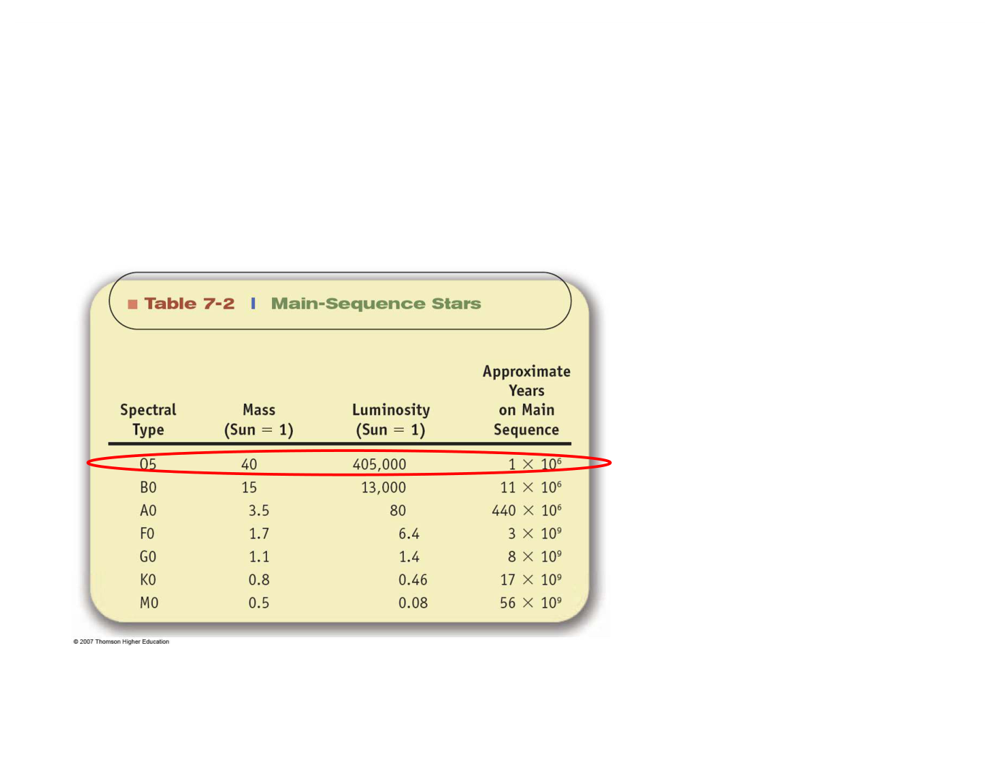 ■ Table 7-2 | Main-Sequence Stars
Approximate
Years
Spectral Mass Luminosity on Main
Type (Sun = 1) (Sun = 1) Sequence
O5 40 405,000 1 × 10⁶
B0 15 13,000 11 × 10⁶
A0 3.5 80 440 × 10⁶
F0 1.7 6.4 3 × 10⁹
G0 1.1 1.4 8 × 10⁹
K0 0.8 0.46 17 × 10⁹
M0 0.5 0.08 56 × 10⁹
© 2007 Thomson Higher Education